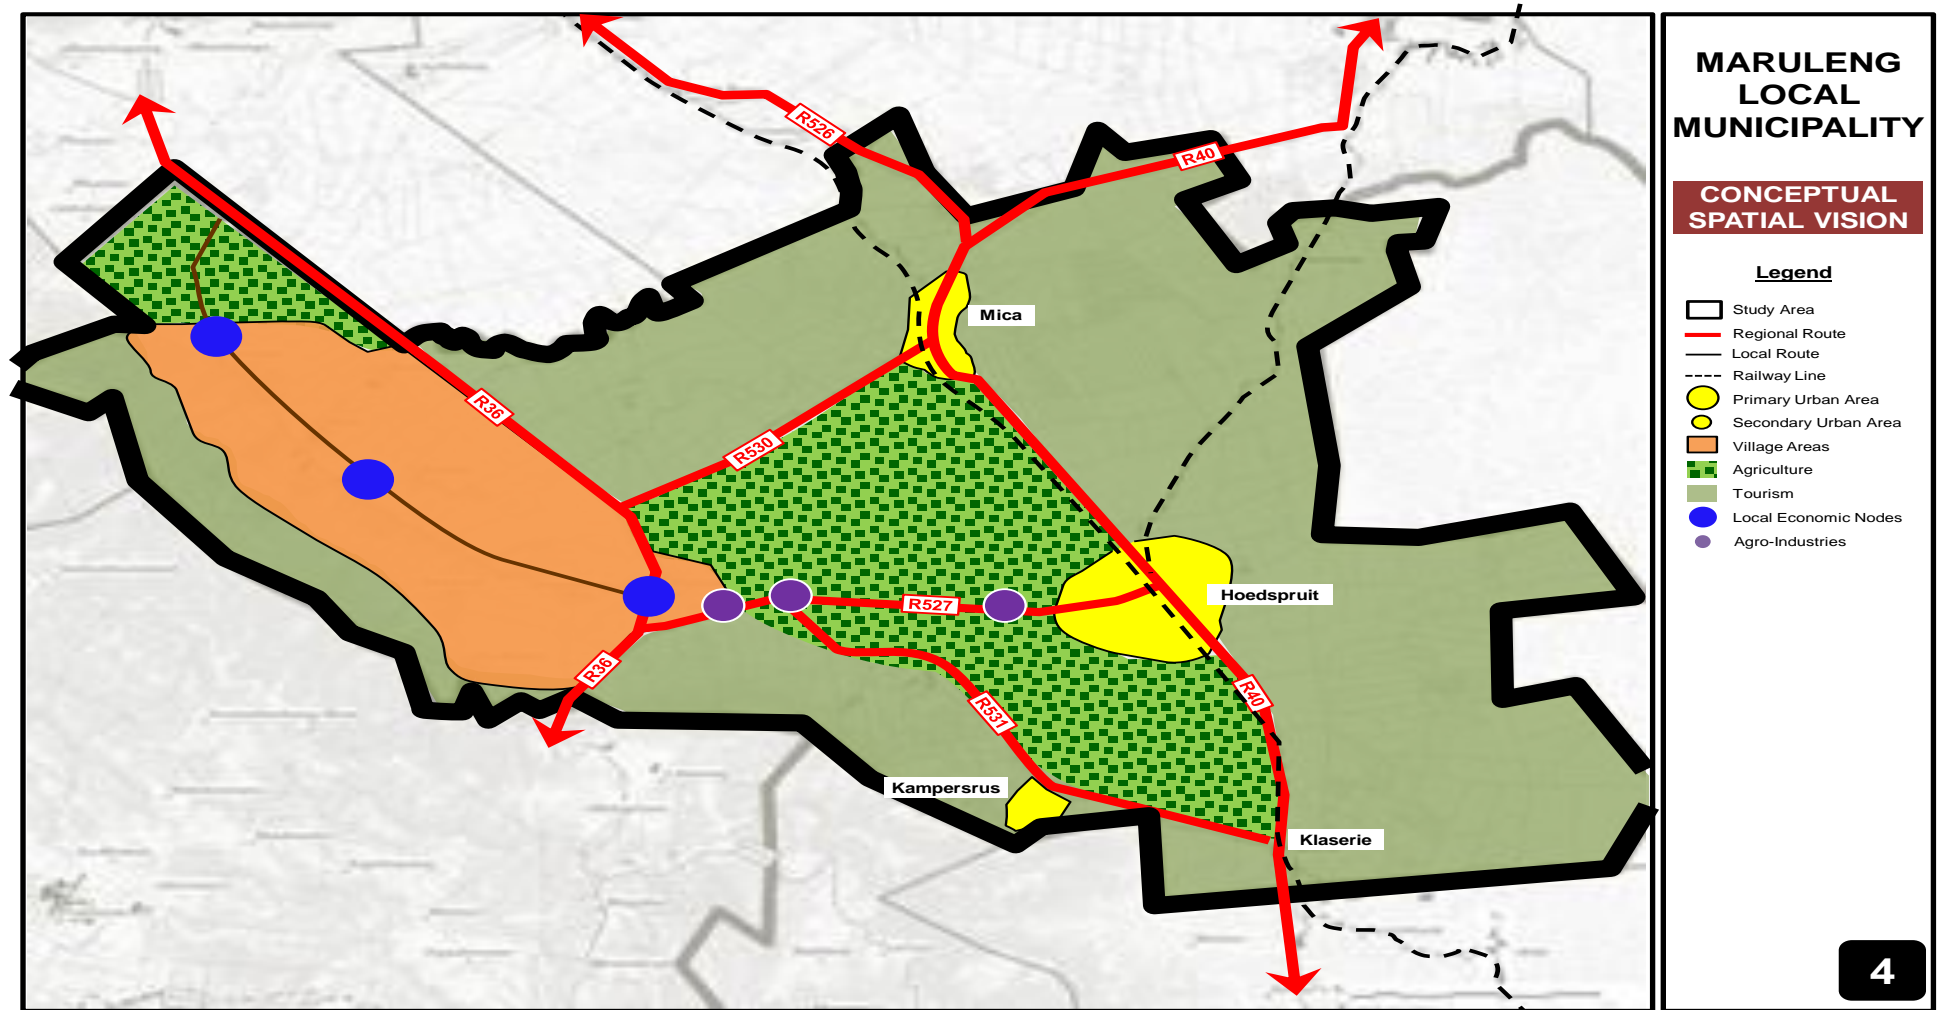 MARULENG
LOCAL
MUNICIPALITY
CONCEPTUAL
SPATIAL VISION
Legend
Study Area
Regional Route
Local Route
Railway Line
Primary Urban Area
Secondary Urban Area
Village Areas
Agriculture
Tourism
Local Economic Nodes
Agro-Industries
4
R526
R40
Mica
R36
R530
Hoedspruit
R527
R36
R40
R531
Kampersrus
Klaserie